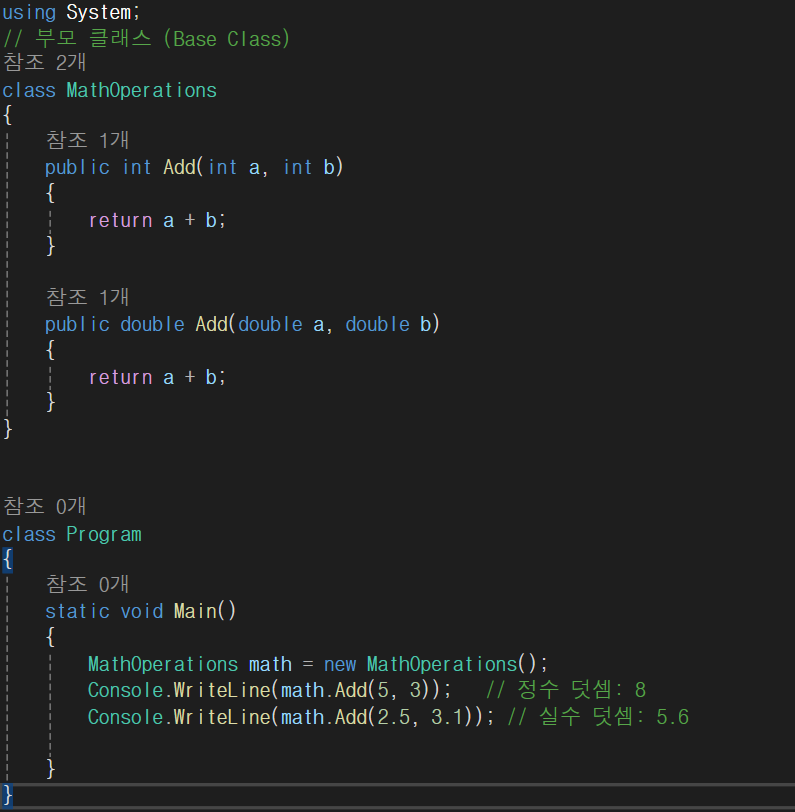 using System;
// 부모 클래스 (Base Class)
참조 2개
class MathOperations
{
참조 1개
public int Add(int a, int b)
{
return a + b;
}
참조 1개
public double Add(double a, double b)
{
return a + b;
}
}
참조 0개
class Program
{
참조 0개
static void Main()
{
MathOperations math = new MathOperations();
Console.WriteLine(math.Add(5, 3));   // 정수 덧셈: 8
Console.WriteLine(math.Add(2.5, 3.1)); // 실수 덧셈: 5.6
}
}